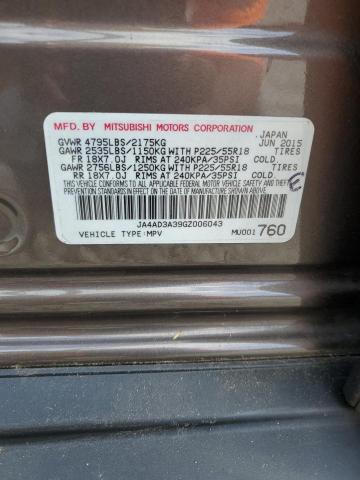 MFD. BY MITSUBISHI MOTORS CORPORATION JAPAN
GVWR 4795LBS/2175KG JUN 2015
GAWR 2535LBS/1150KG WITH P225/55R18 TIRES
FR 18X7.0J RIMS AT 240KPA/35PSI COLD.
GAWR 2756LBS/1250KG WITH P225/55R18 TIRES
RR 18X7.0J RIMS AT 240KPA/35PSI COLD.
THIS VEHICLE CONFORMS TO ALL APPLICABLE FEDERAL
MOTOR VEHICLE SAFETY AND THEFT PREVENTION STANDARDS
IN EFFECT ON THE DATE OF MANUFACTURE SHOWN ABOVE.
JA4AD3A39GZ006043
VEHICLE TYPE:MPV MU001760